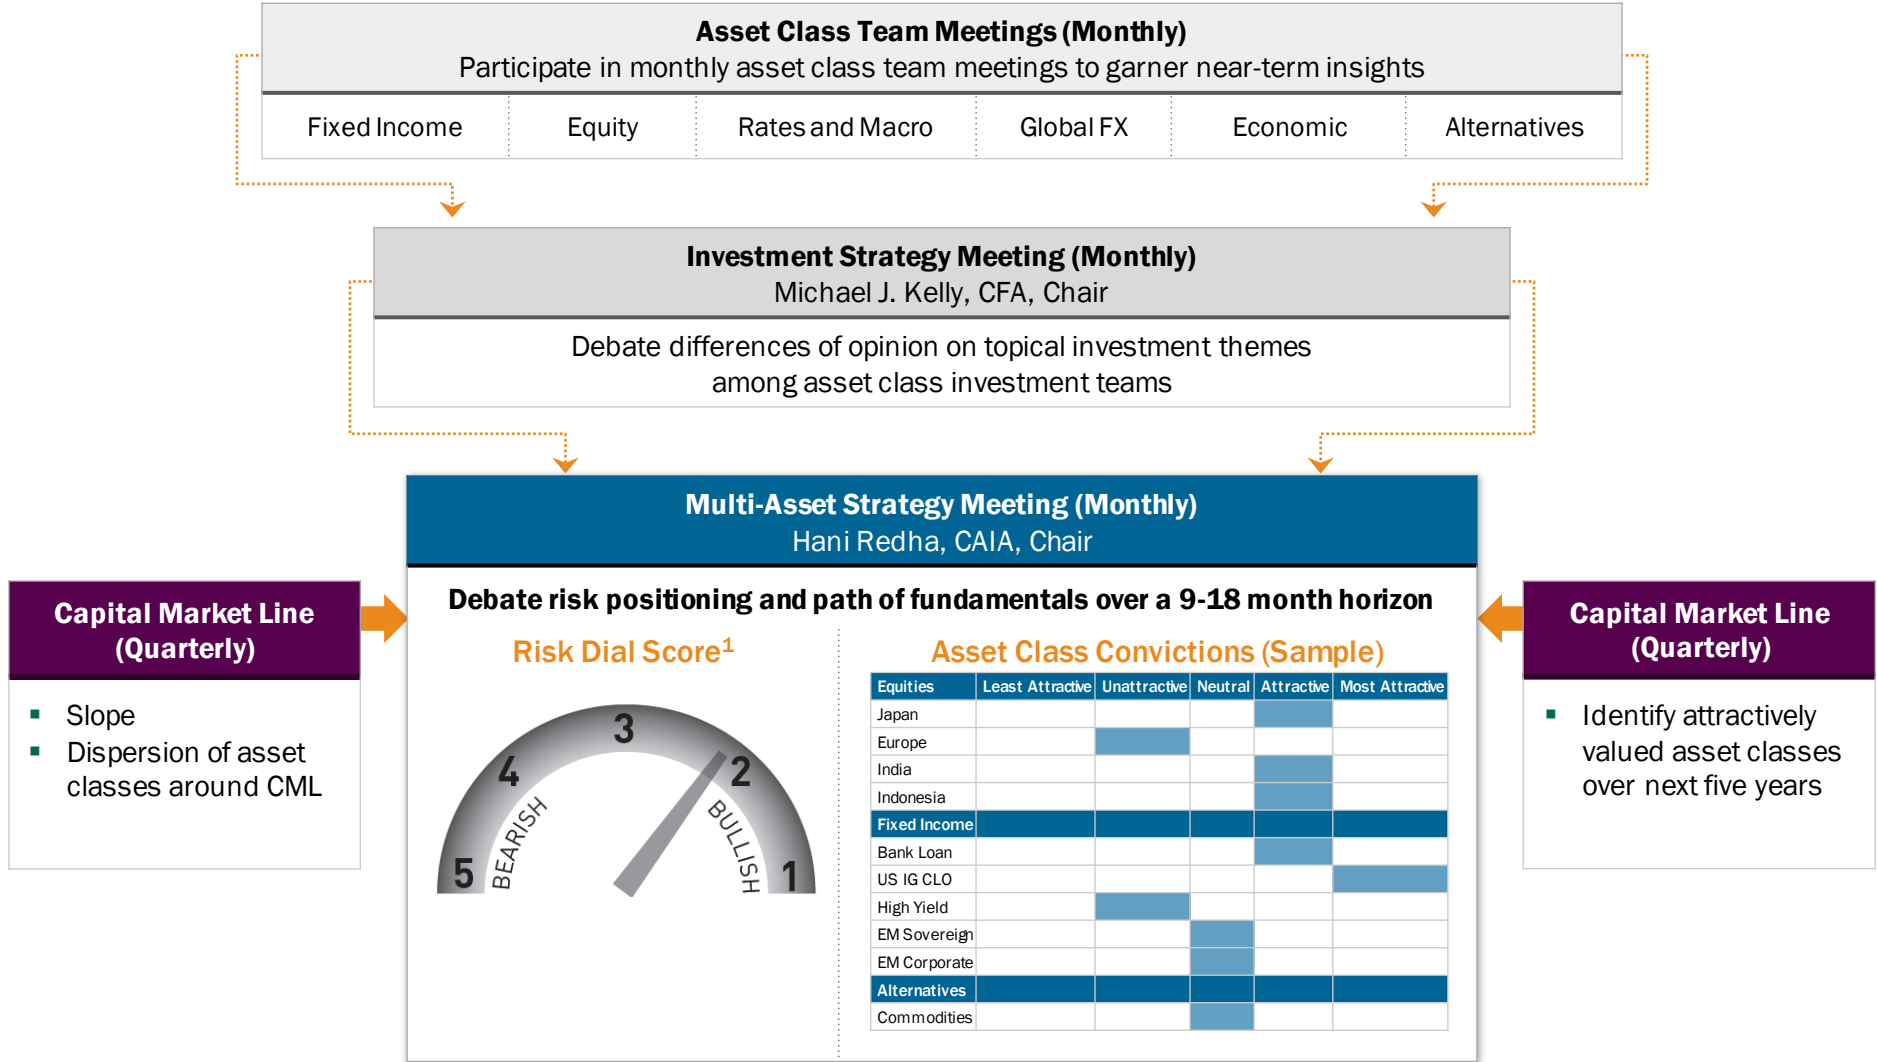 Asset Class Team Meetings (Monthly)
Participate in monthly asset class team meetings to garner near-term insights
Fixed Income
Equity
Rates and Macro
Global FX
Economic
Alternatives
Investment Strategy Meeting (Monthly)
Michael J. Kelly, CFA, Chair
Debate differences of opinion on topical investment themes
among asset class investment teams
Multi-Asset Strategy Meeting (Monthly)
Hani Redha, CAIA, Chair
Capital Market Line
(Quarterly)
▪ Slope
▪ Dispersion of asset
classes around CML
Debate risk positioning and path of fundamentals over a 9-18 month horizon
Risk Dial Score¹
5
4
3
2
1
BEARISH
BULLISH
Asset Class Convictions (Sample)
Equities Least Attractive Unattractive Neutral Attractive Most Attractive
Japan
Europe
India
Indonesia
Fixed Income
Bank Loan
US IG CLO
High Yield
EM Sovereign
EM Corporate
Alternatives
Commodities
Capital Market Line
(Quarterly)
▪ Identify attractively
valued asset classes
over next five years